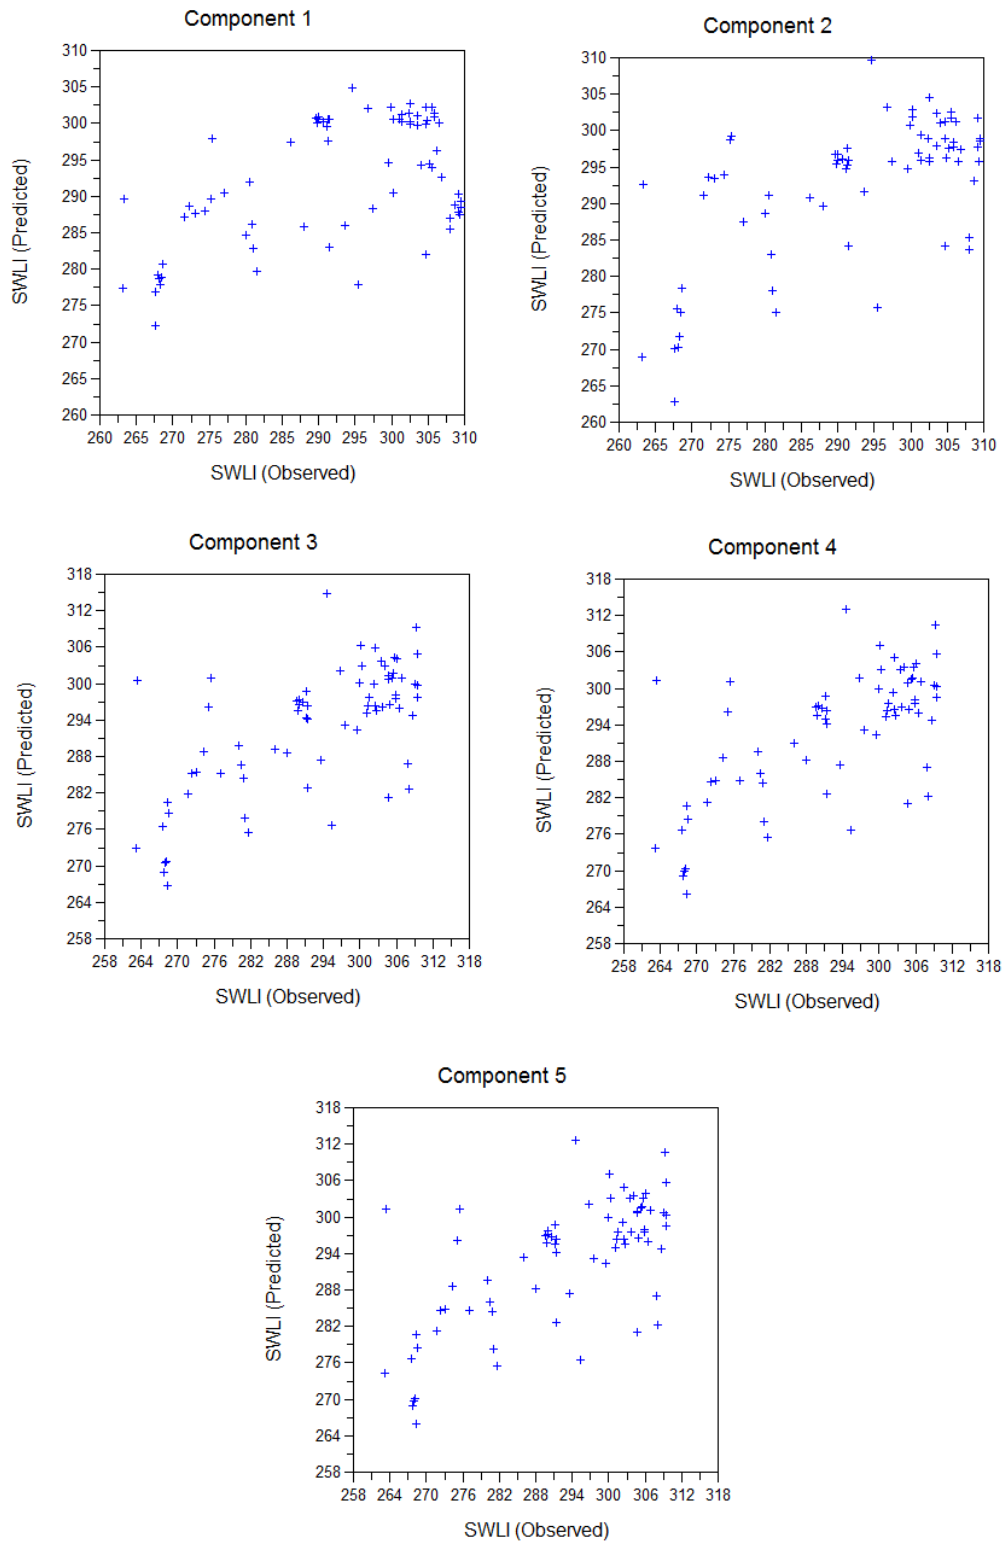 Component 1
310
305
300
295
290
285
280
275
270
265
260
260 265 270 275 280 285 290 295 300 305 310
SWLI (Predicted)
SWLI (Observed)
Component 2
310
305
300
295
290
285
280
275
270
265
260
260 265 270 275 280 285 290 295 300 305 310
SWLI (Predicted)
SWLI (Observed)
Component 3
318
312
306
300
294
288
282
276
270
264
258
258 264 270 276 282 288 294 300 306 312 318
SWLI (Predicted)
SWLI (Observed)
Component 4
318
312
306
300
294
288
282
276
270
264
258
258 264 270 276 282 288 294 300 306 312 318
SWLI (Predicted)
SWLI (Observed)
Component 5
318
312
306
300
294
288
282
276
270
264
258
258 264 270 276 282 288 294 300 306 312 318
SWLI (Predicted)
SWLI (Observed)